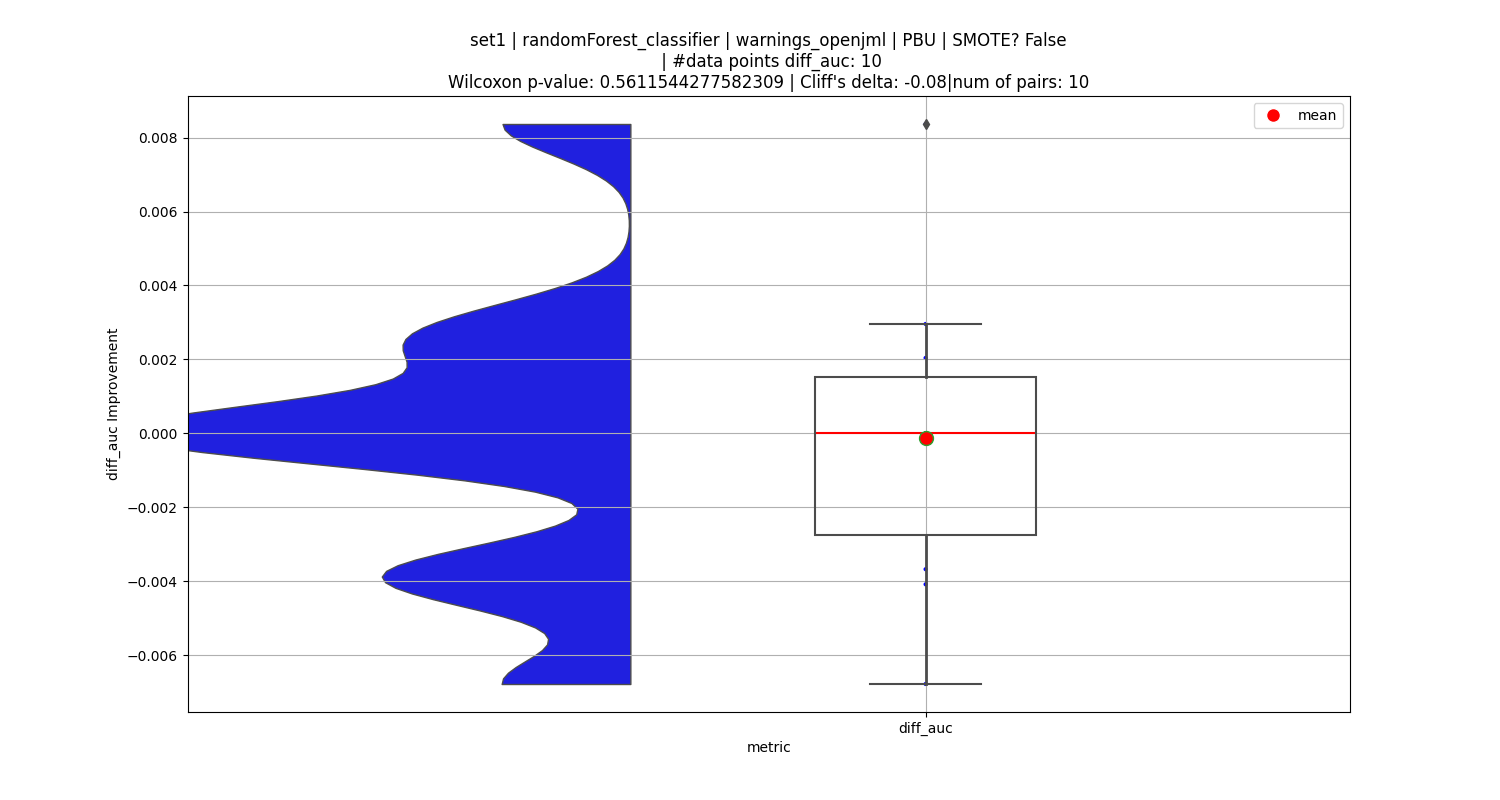 set1 | randomForest_classifier | warnings_openjml | PBU | SMOTE? False
| #data points diff_auc: 10
Wilcoxon p-value: 0.5611544277582309 | Cliff's delta: -0.08|num of pairs: 10
mean
0.008
0.006
0.004
0.002
0.000
−0.002
−0.004
−0.006
diff_auc Improvement
diff_auc
metric